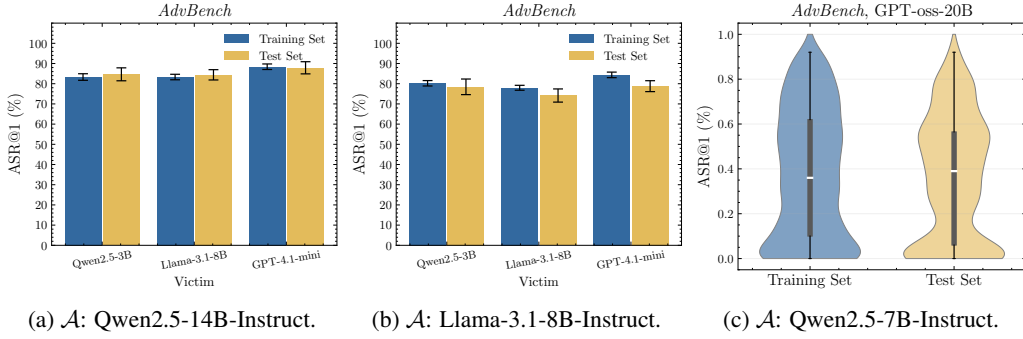 AdvBench
ASR@1 (%)
100
90
80
70
60
50
40
30
20
10
0
Training Set
Test Set
Qwen2.5-3B
Llama-3.1-8B
GPT-4.1-mini
Victim
(a) 𝒜: Qwen2.5-14B-Instruct.
AdvBench
ASR@1 (%)
100
90
80
70
60
50
40
30
20
10
0
Training Set
Test Set
Qwen2.5-3B
Llama-3.1-8B
GPT-4.1-mini
Victim
(b) 𝒜: Llama-3.1-8B-Instruct.
AdvBench, GPT-oss-20B
ASR@1 (%)
1.0
0.8
0.6
0.4
0.2
0.0
Training Set
Test Set
(c) 𝒜: Qwen2.5-7B-Instruct.